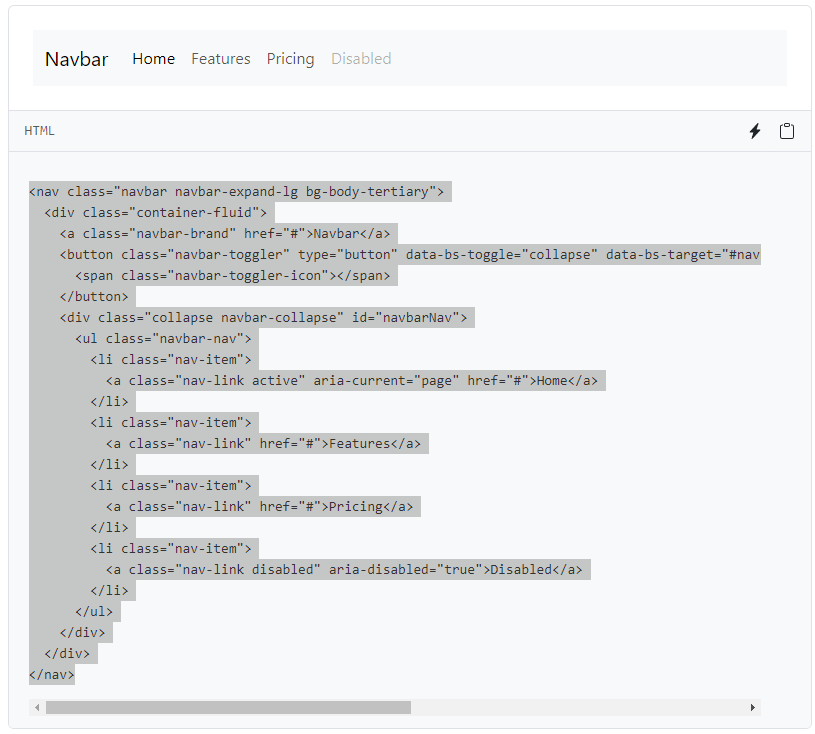 Navbar Home Features Pricing Disabled
HTML
<nav class="navbar navbar-expand-lg bg-body-tertiary">
  <div class="container-fluid">
    <a class="navbar-brand" href="#">Navbar</a>
    <button class="navbar-toggler" type="button" data-bs-toggle="collapse" data-bs-target="#nav
      <span class="navbar-toggler-icon"></span>
    </button>
    <div class="collapse navbar-collapse" id="navbarNav">
      <ul class="navbar-nav">
        <li class="nav-item">
          <a class="nav-link active" aria-current="page" href="#">Home</a>
        </li>
        <li class="nav-item">
          <a class="nav-link" href="#">Features</a>
        </li>
        <li class="nav-item">
          <a class="nav-link" href="#">Pricing</a>
        </li>
        <li class="nav-item">
          <a class="nav-link disabled" aria-disabled="true">Disabled</a>
        </li>
      </ul>
    </div>
  </div>
</nav>